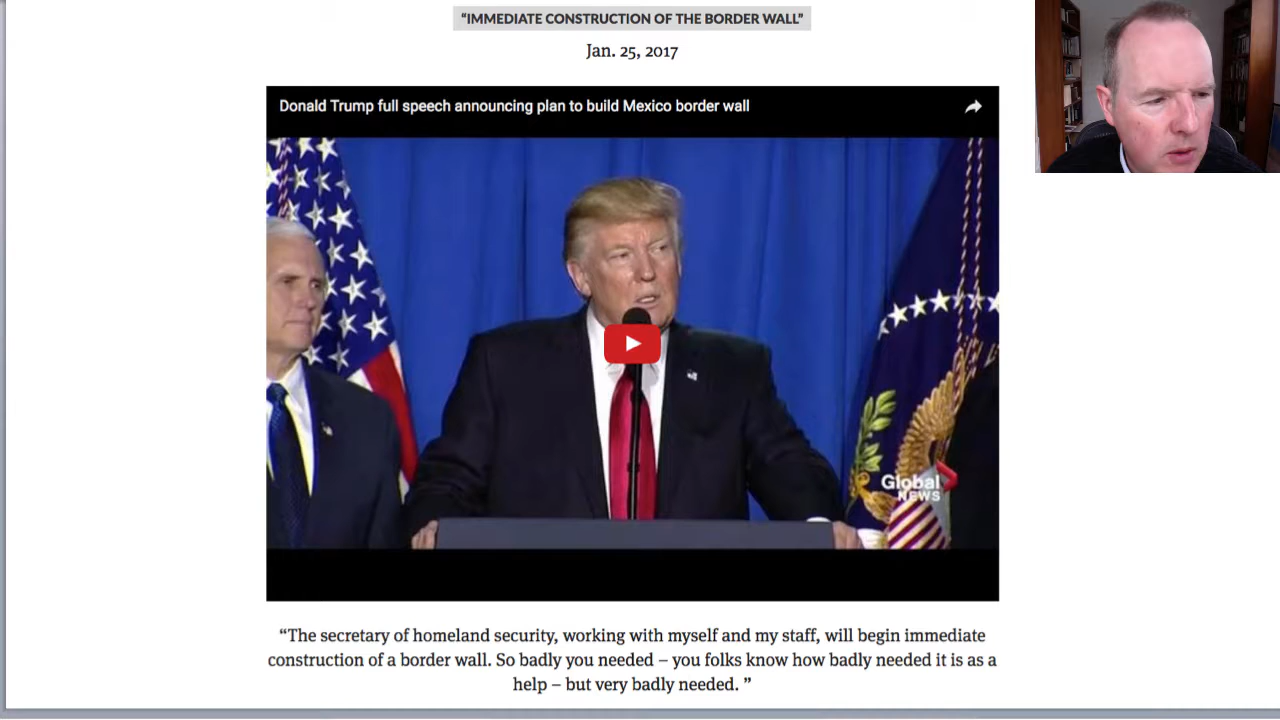 “IMMEDIATE CONSTRUCTION OF THE BORDER WALL”
Jan. 25, 2017
Donald Trump full speech announcing plan to build Mexico border wall
Global
NEWS
“The secretary of homeland security, working with myself and my staff, will begin immediate
construction of a border wall. So badly you needed – you folks know how badly needed it is as a
help – but very badly needed. ”